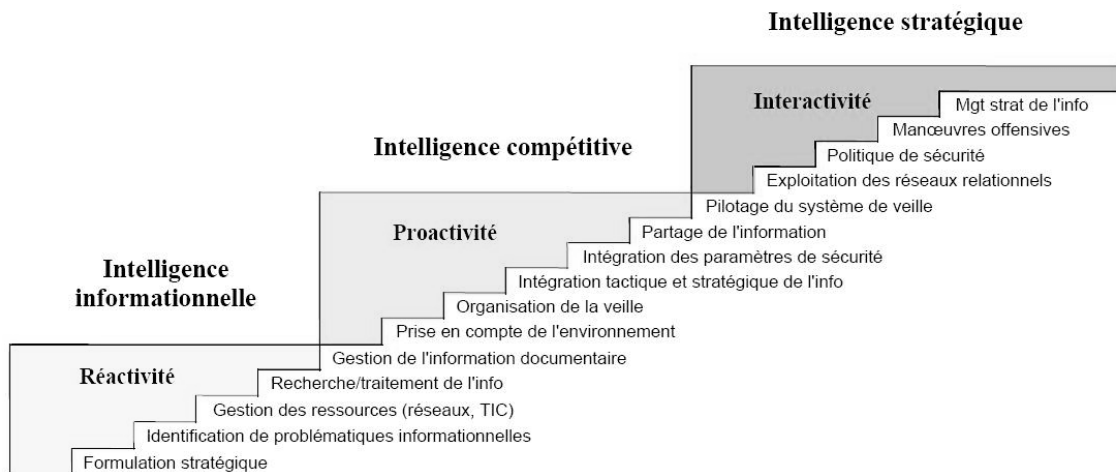 Intelligence stratégique
Interactivité
Mgt strat de l'info
Manœuvres offensives
Politique de sécurité
Exploitation des réseaux relationnels
Intelligence compétitive
Pilotage du système de veille
Proactivité
Partage de l'information
Intégration des paramètres de sécurité
Intégration tactique et stratégique de l'info
Organisation de la veille
Prise en compte de l'environnement
Intelligence
informationnelle
Gestion de l'information documentaire
Réactivité
Recherche/traitement de l'info
Gestion des ressources (réseaux, TIC)
Identification de problématiques informationnelles
Formulation stratégique